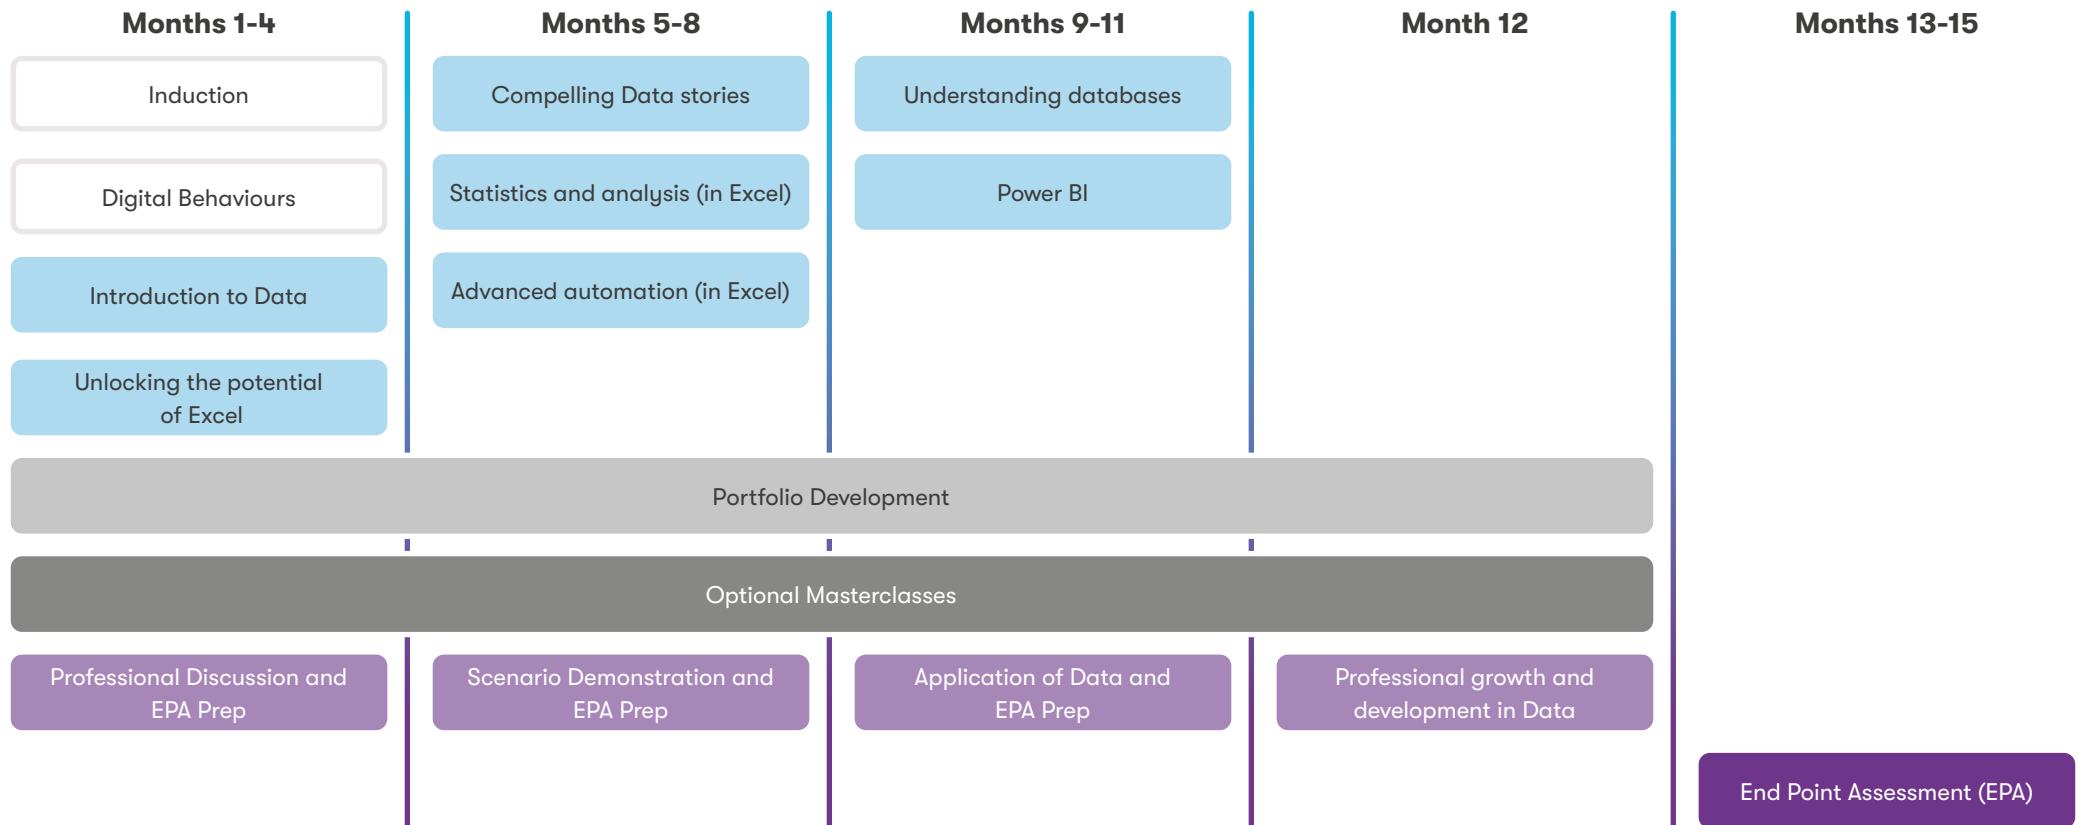 Months 1-4
Months 5-8
Months 9-11
Month 12
Months 13-15
Induction
Compelling Data stories
Understanding databases
Digital Behaviours
Statistics and analysis (in Excel)
Power BI
Introduction to Data
Advanced automation (in Excel)
Unlocking the potential
of Excel
Portfolio Development
Optional Masterclasses
Professional Discussion and
EPA Prep
Scenario Demonstration and
EPA Prep
Application of Data and
EPA Prep
Professional growth and
development in Data
End Point Assessment (EPA)